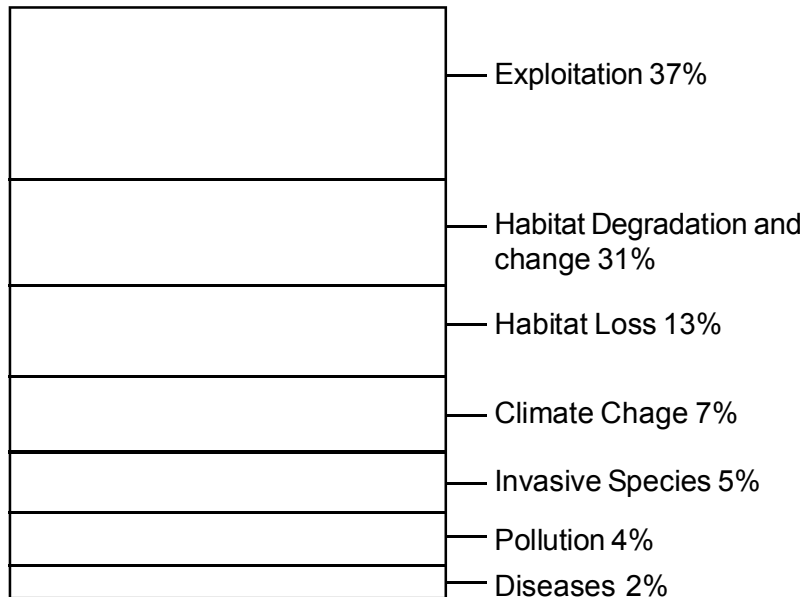 Exploitation 37%
Habitat Degradation and
change 31%
Habitat Loss 13%
Climate Chage 7%
Invasive Species 5%
Pollution 4%
Diseases 2%